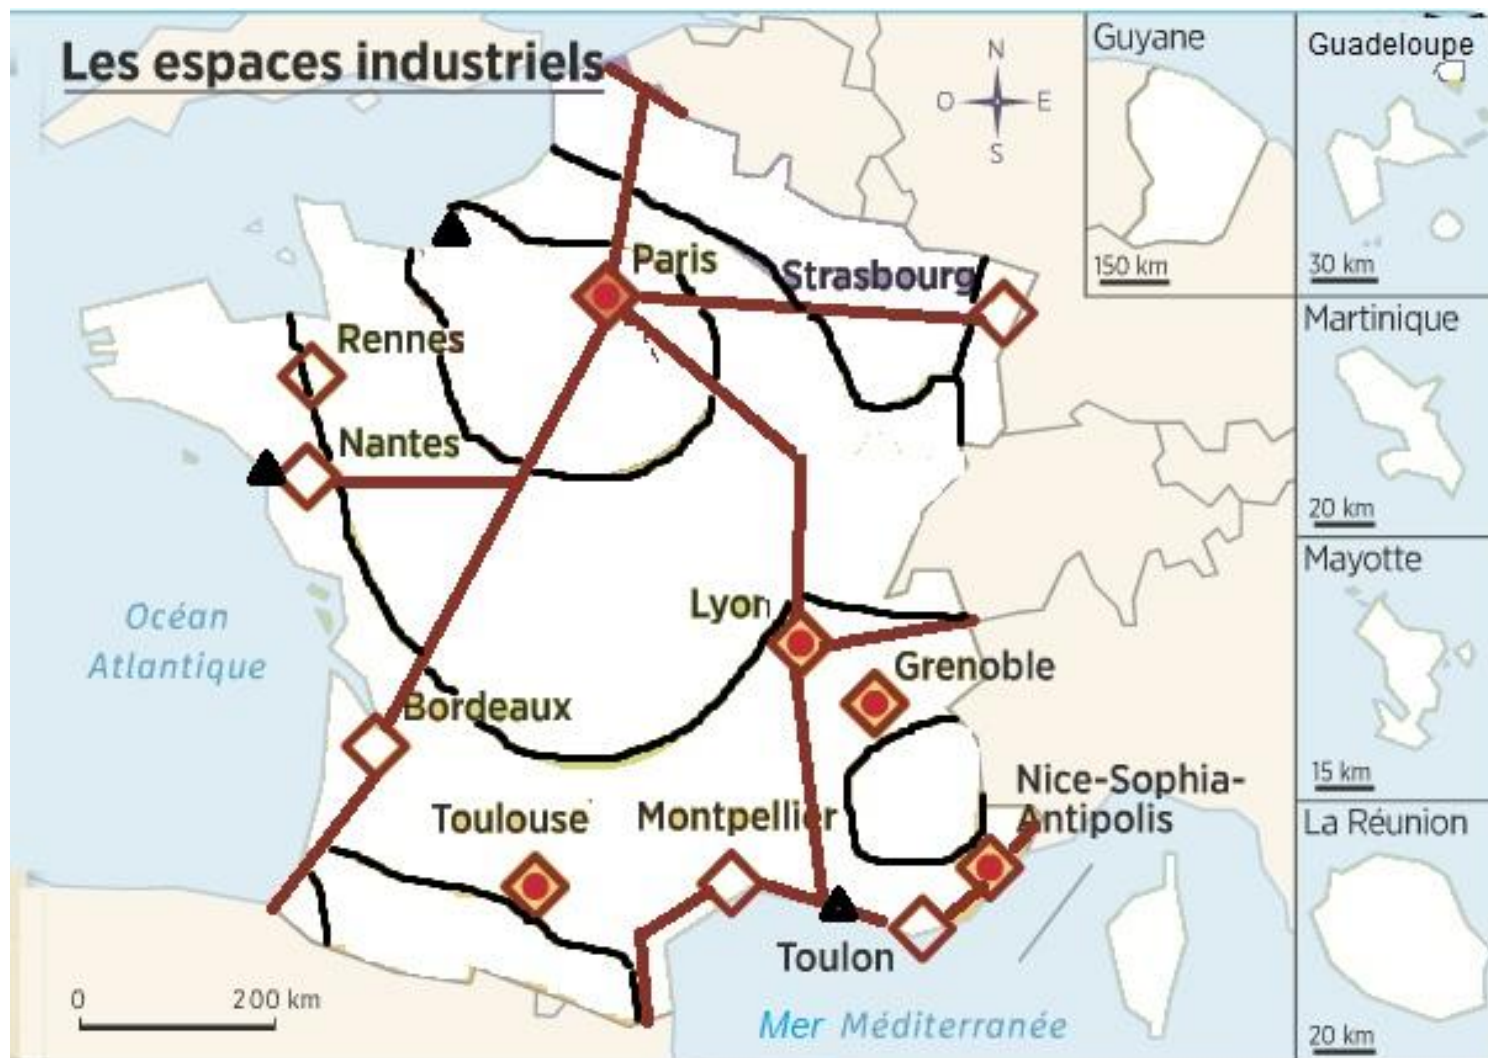 Les espaces industriels
N
O
E
S
Guyane
150 km
Guadeloupe
30 km
Martinique
20 km
Mayotte
15 km
La Réunion
20 km
Paris
Strasbourg
Rennes
Nantes
Océan
Atlantique
Lyon
Grenoble
Bordeaux
Toulouse
Montpellier
Nice-Sophia-
Antipolis
Toulon
Mer Méditerranée
0
200 km